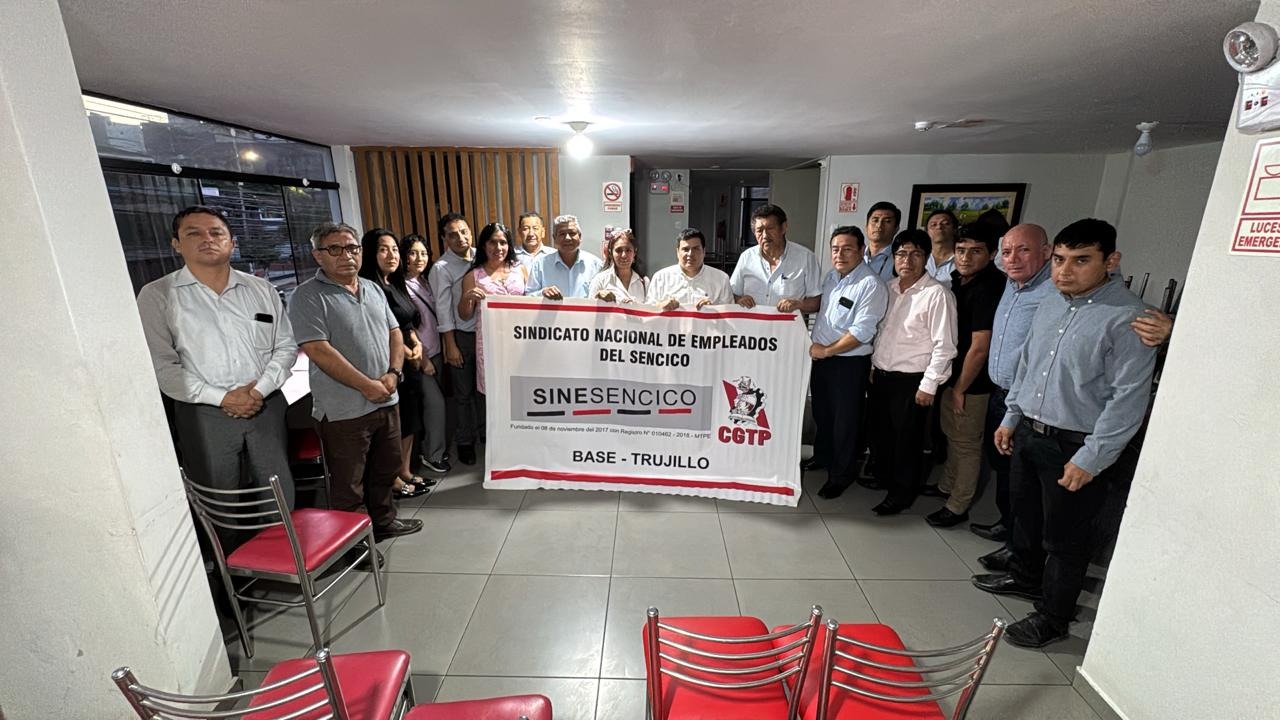 SINDICATO NACIONAL DE EMPLEADOS
DEL SENCICO
SINESENCICO
Fundado el 08 de noviembre del 2017 con Registro N° 010462 - 2018 - MTPE
CGTP
BASE - TRUJILLO
LUCES
EMERGE